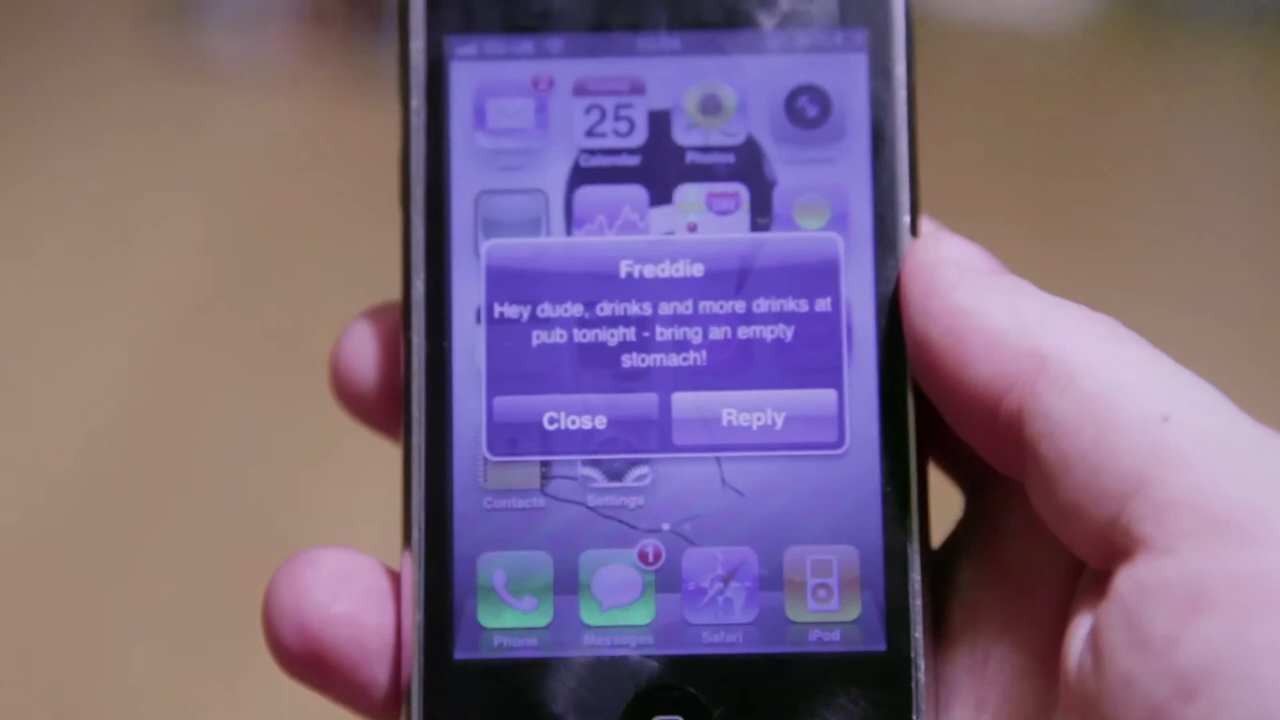 2
25
Calendar
Photos
Freddie
Hey dude, drinks and more drinks at
pub tonight - bring an empty
stomach!
Close
Reply
Contacts
Settings
1
Phone
Messages
Safari
iPod